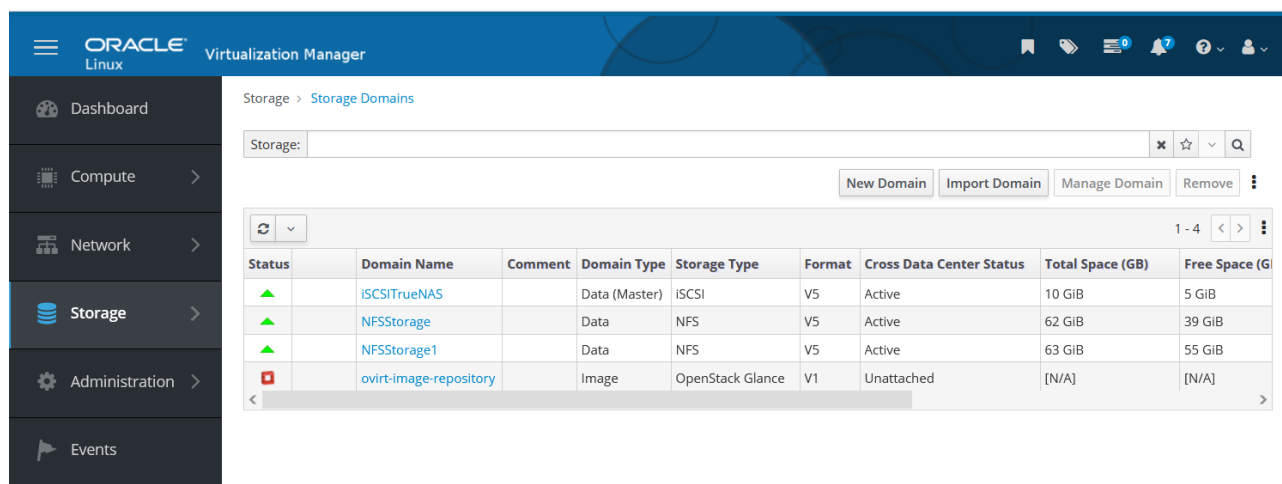 ORACLE Linux Virtualization Manager 0 7
Dashboard
Compute
Network
Storage
Administration
Events
Storage > Storage Domains
Storage:
New Domain Import Domain Manage Domain Remove
1 - 4
Status Domain Name Comment Domain Type Storage Type Format Cross Data Center Status Total Space (GB) Free Space (G
iSCSITrueNAS Data (Master) iSCSI V5 Active 10 GiB 5 GiB
NFSStorage Data NFS V5 Active 62 GiB 39 GiB
NFSStorage1 Data NFS V5 Active 63 GiB 55 GiB
ovirt-image-repository Image OpenStack Glance V1 Unattached [N/A] [N/A]